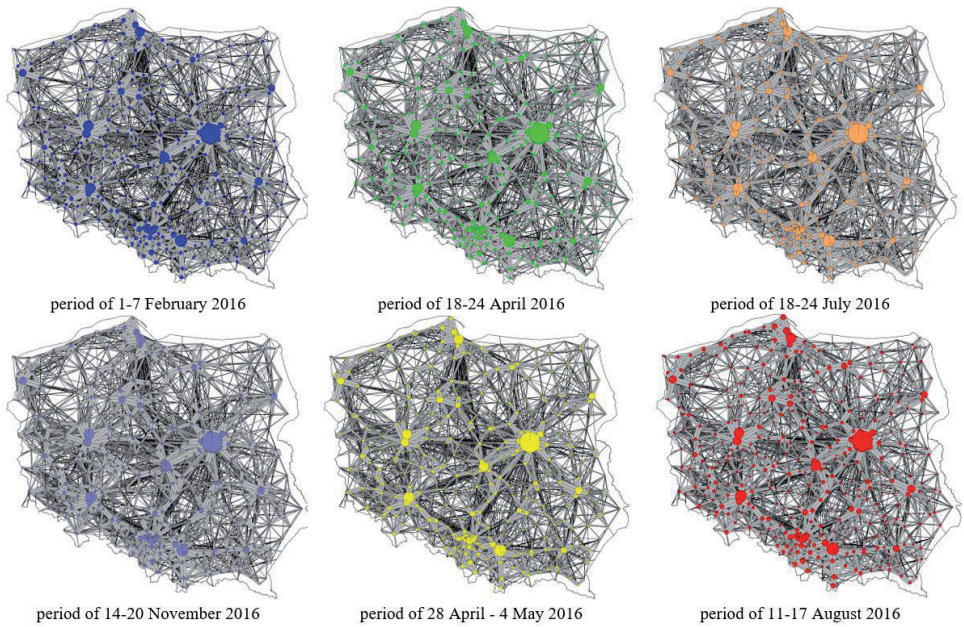 period of 1-7 February 2016
period of 18-24 April 2016
period of 18-24 July 2016
period of 14-20 November 2016
period of 28 April - 4 May 2016
period of 11-17 August 2016